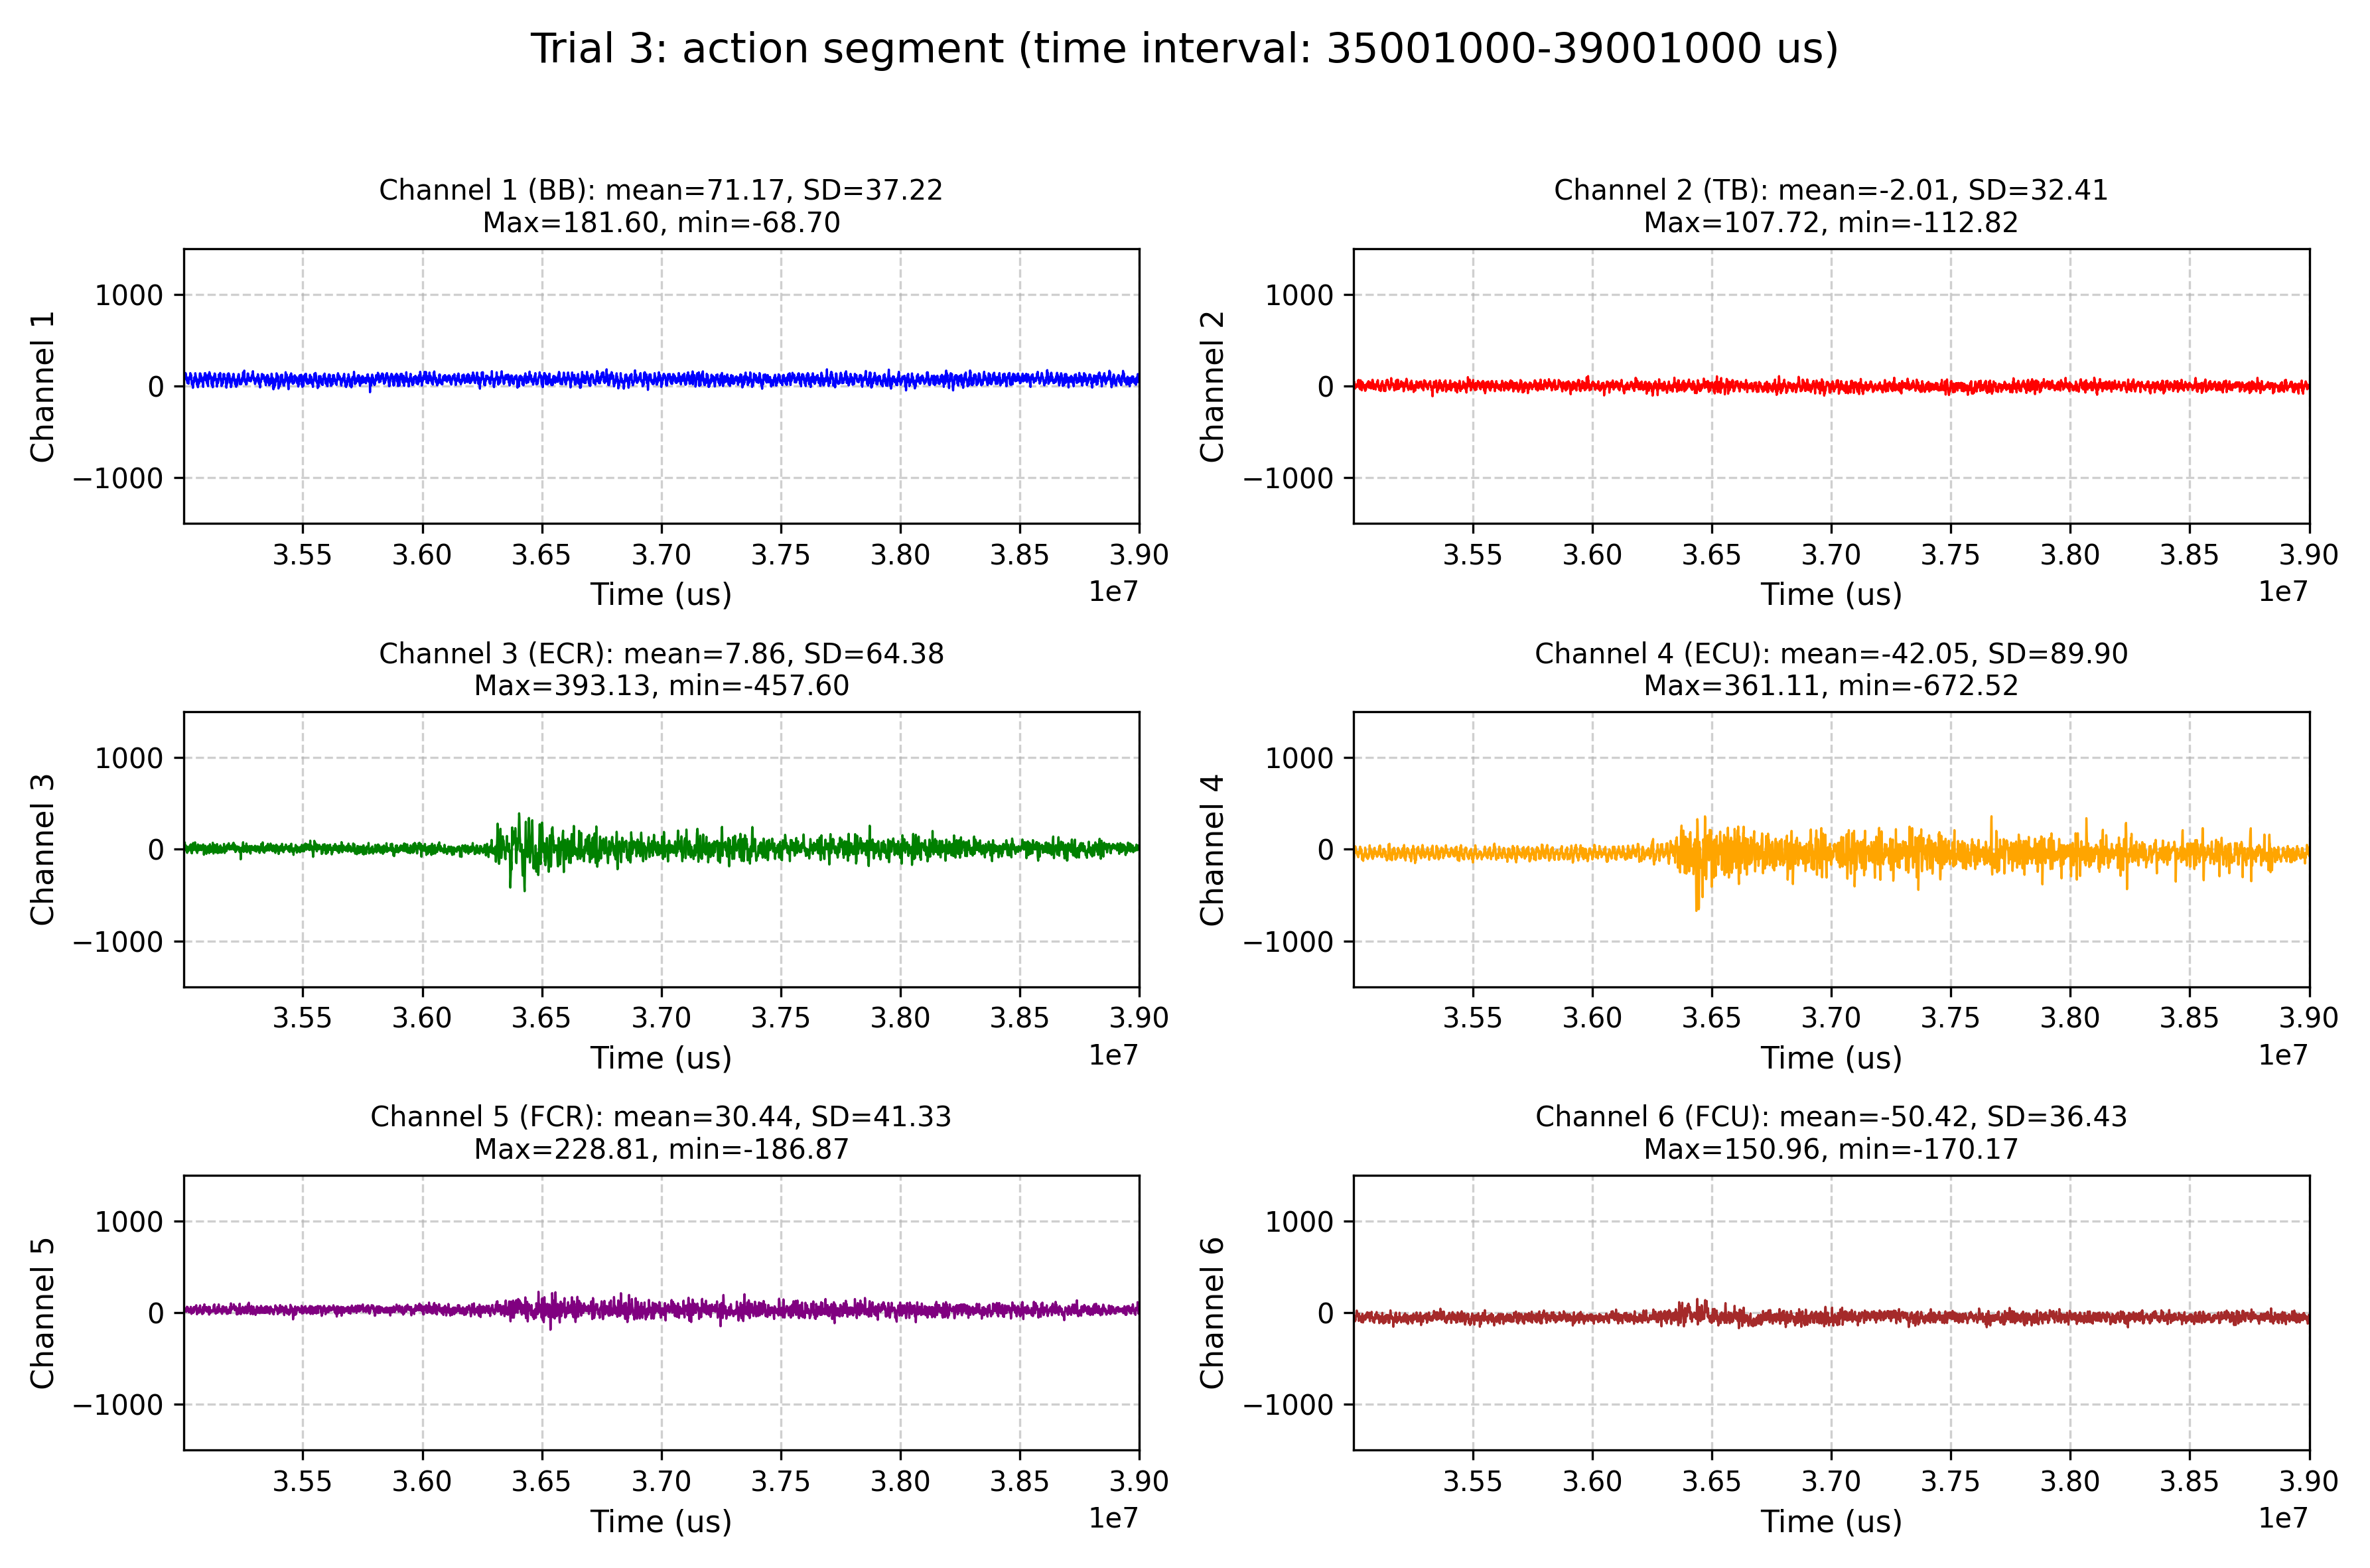 Trial 3: action segment (time interval: 35001000-39001000 us)
Channel 1 (BB): mean=71.17, SD=37.22
Max=181.60, min=-68.70
Channel 1
1000
0
−1000
3.55 3.60 3.65 3.70 3.75 3.80 3.85 3.90
Time (us)
1e7
Channel 2 (TB): mean=-2.01, SD=32.41
Max=107.72, min=-112.82
Channel 2
1000
0
−1000
3.55 3.60 3.65 3.70 3.75 3.80 3.85 3.90
Time (us)
1e7
Channel 3 (ECR): mean=7.86, SD=64.38
Max=393.13, min=-457.60
Channel 3
1000
0
−1000
3.55 3.60 3.65 3.70 3.75 3.80 3.85 3.90
Time (us)
1e7
Channel 4 (ECU): mean=-42.05, SD=89.90
Max=361.11, min=-672.52
Channel 4
1000
0
−1000
3.55 3.60 3.65 3.70 3.75 3.80 3.85 3.90
Time (us)
1e7
Channel 5 (FCR): mean=30.44, SD=41.33
Max=228.81, min=-186.87
Channel 5
1000
0
−1000
3.55 3.60 3.65 3.70 3.75 3.80 3.85 3.90
Time (us)
1e7
Channel 6 (FCU): mean=-50.42, SD=36.43
Max=150.96, min=-170.17
Channel 6
1000
0
−1000
3.55 3.60 3.65 3.70 3.75 3.80 3.85 3.90
Time (us)
1e7